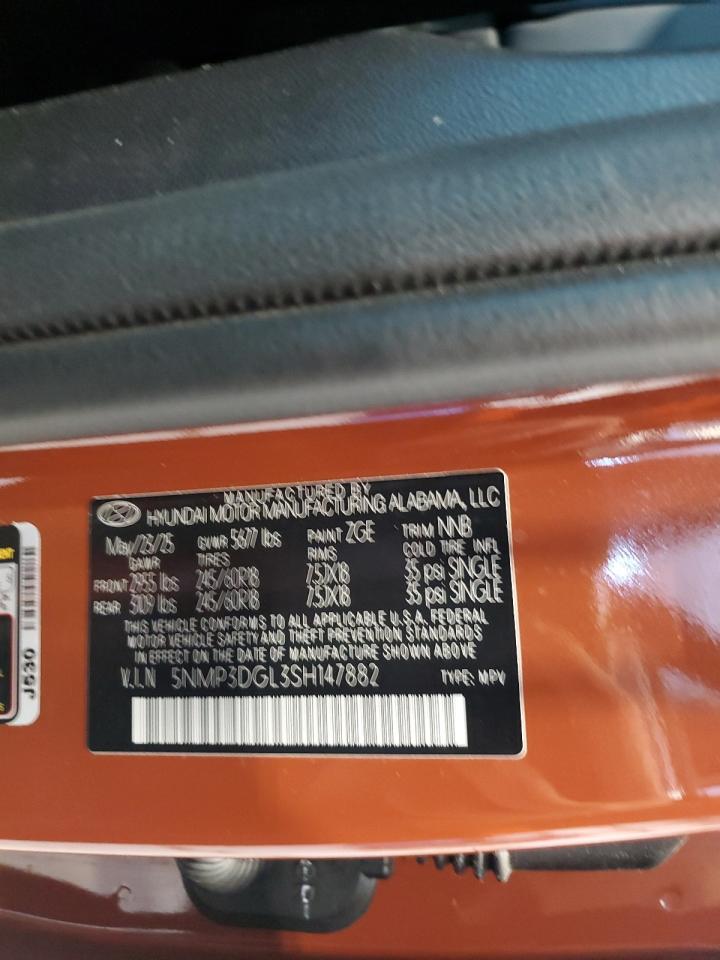 MANUFACTURED BY
HYUNDAI MOTOR MANUFACTURING ALABAMA, LLC
May/23/25 GVWR 5677 lbs PAINT 2GE TRIM NNB
GAWR TIRES RIMS COLD TIRE INFL
FRONT 2955 lbs 245/60R18 7.5JX18 35 psi SINGLE
REAR 3109 lbs 245/60R18 7.5JX18 35 psi SINGLE
THIS VEHICLE CONFORMS TO ALL APPLICABLE U.S.A. FEDERAL
MOTOR VEHICLE SAFETY AND THEFT PREVENTION STANDARDS
IN EFFECT ON THE DATE OF MANUFACTURE SHOWN ABOVE
V.I.N 5NMP3DGL3SH147882 TYPE: MPV
J530